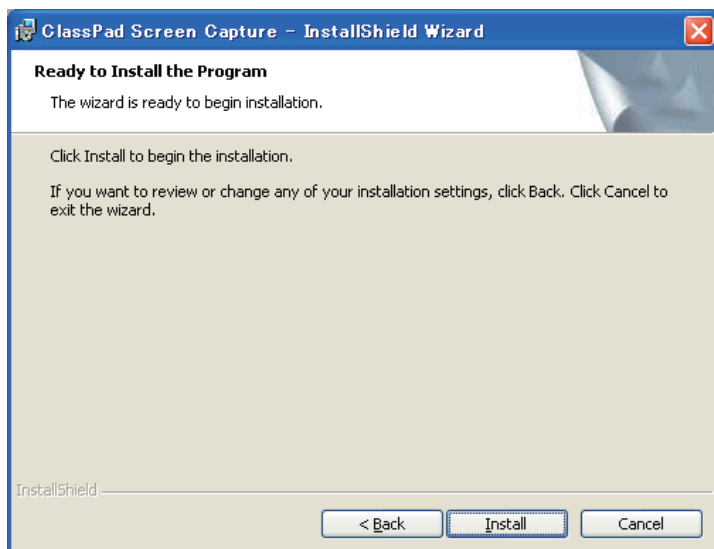 ClassPad Screen Capture - InstallShield Wizard
Ready to Install the Program
The wizard is ready to begin installation.
Click Install to begin the installation.
If you want to review or change any of your installation settings, click Back. Click Cancel to
exit the wizard.
InstallShield
< Back
Install
Cancel